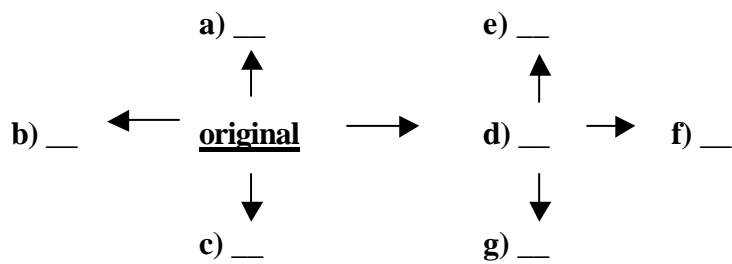 a) __ e) __
b) __ original d) __ f) __
c) __ g) __